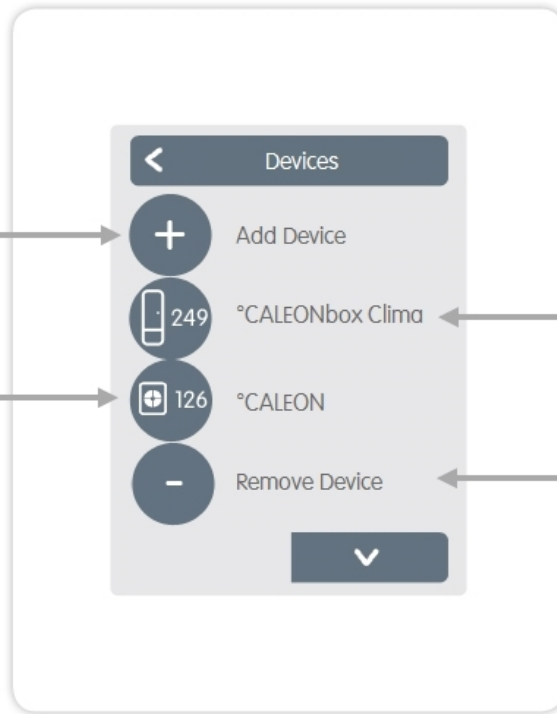 Devices
+ Add Device
249 °CALEONbox Clima
126 °CALEON
- Remove Device